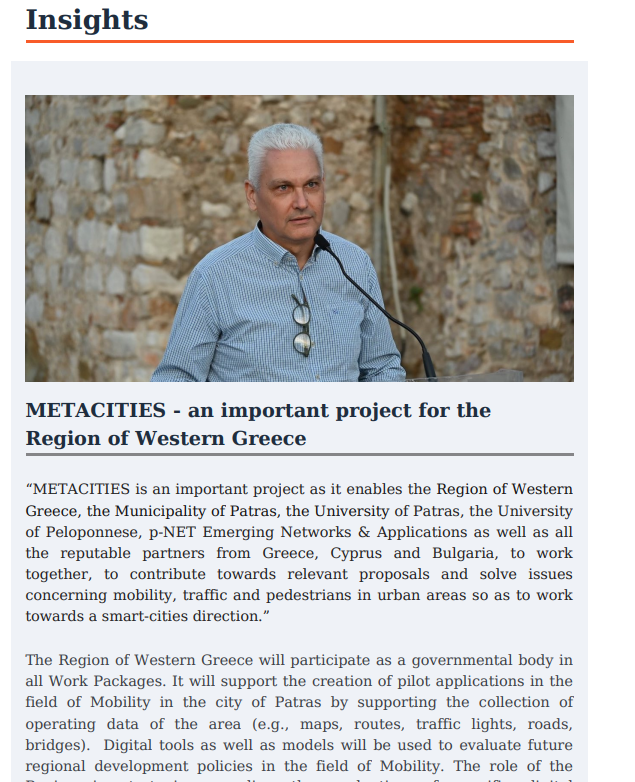 Insights
METACITIES - an important project for the
Region of Western Greece
“METACITIES is an important project as it enables the Region of Western
Greece, the Municipality of Patras, the University of Patras, the University
of Peloponnese, p-NET Emerging Networks & Applications as well as all
the reputable partners from Greece, Cyprus and Bulgaria, to work
together, to contribute towards relevant proposals and solve issues
concerning mobility, traffic and pedestrians in urban areas so as to work
towards a smart-cities direction.”
The Region of Western Greece will participate as a governmental body in
all Work Packages. It will support the creation of pilot applications in the
field of Mobility in the city of Patras by supporting the collection of
operating data of the area (e.g., maps, routes, traffic lights, roads,
bridges).  Digital tools as well as models will be used to evaluate future
regional development policies in the field of Mobility. The role of the